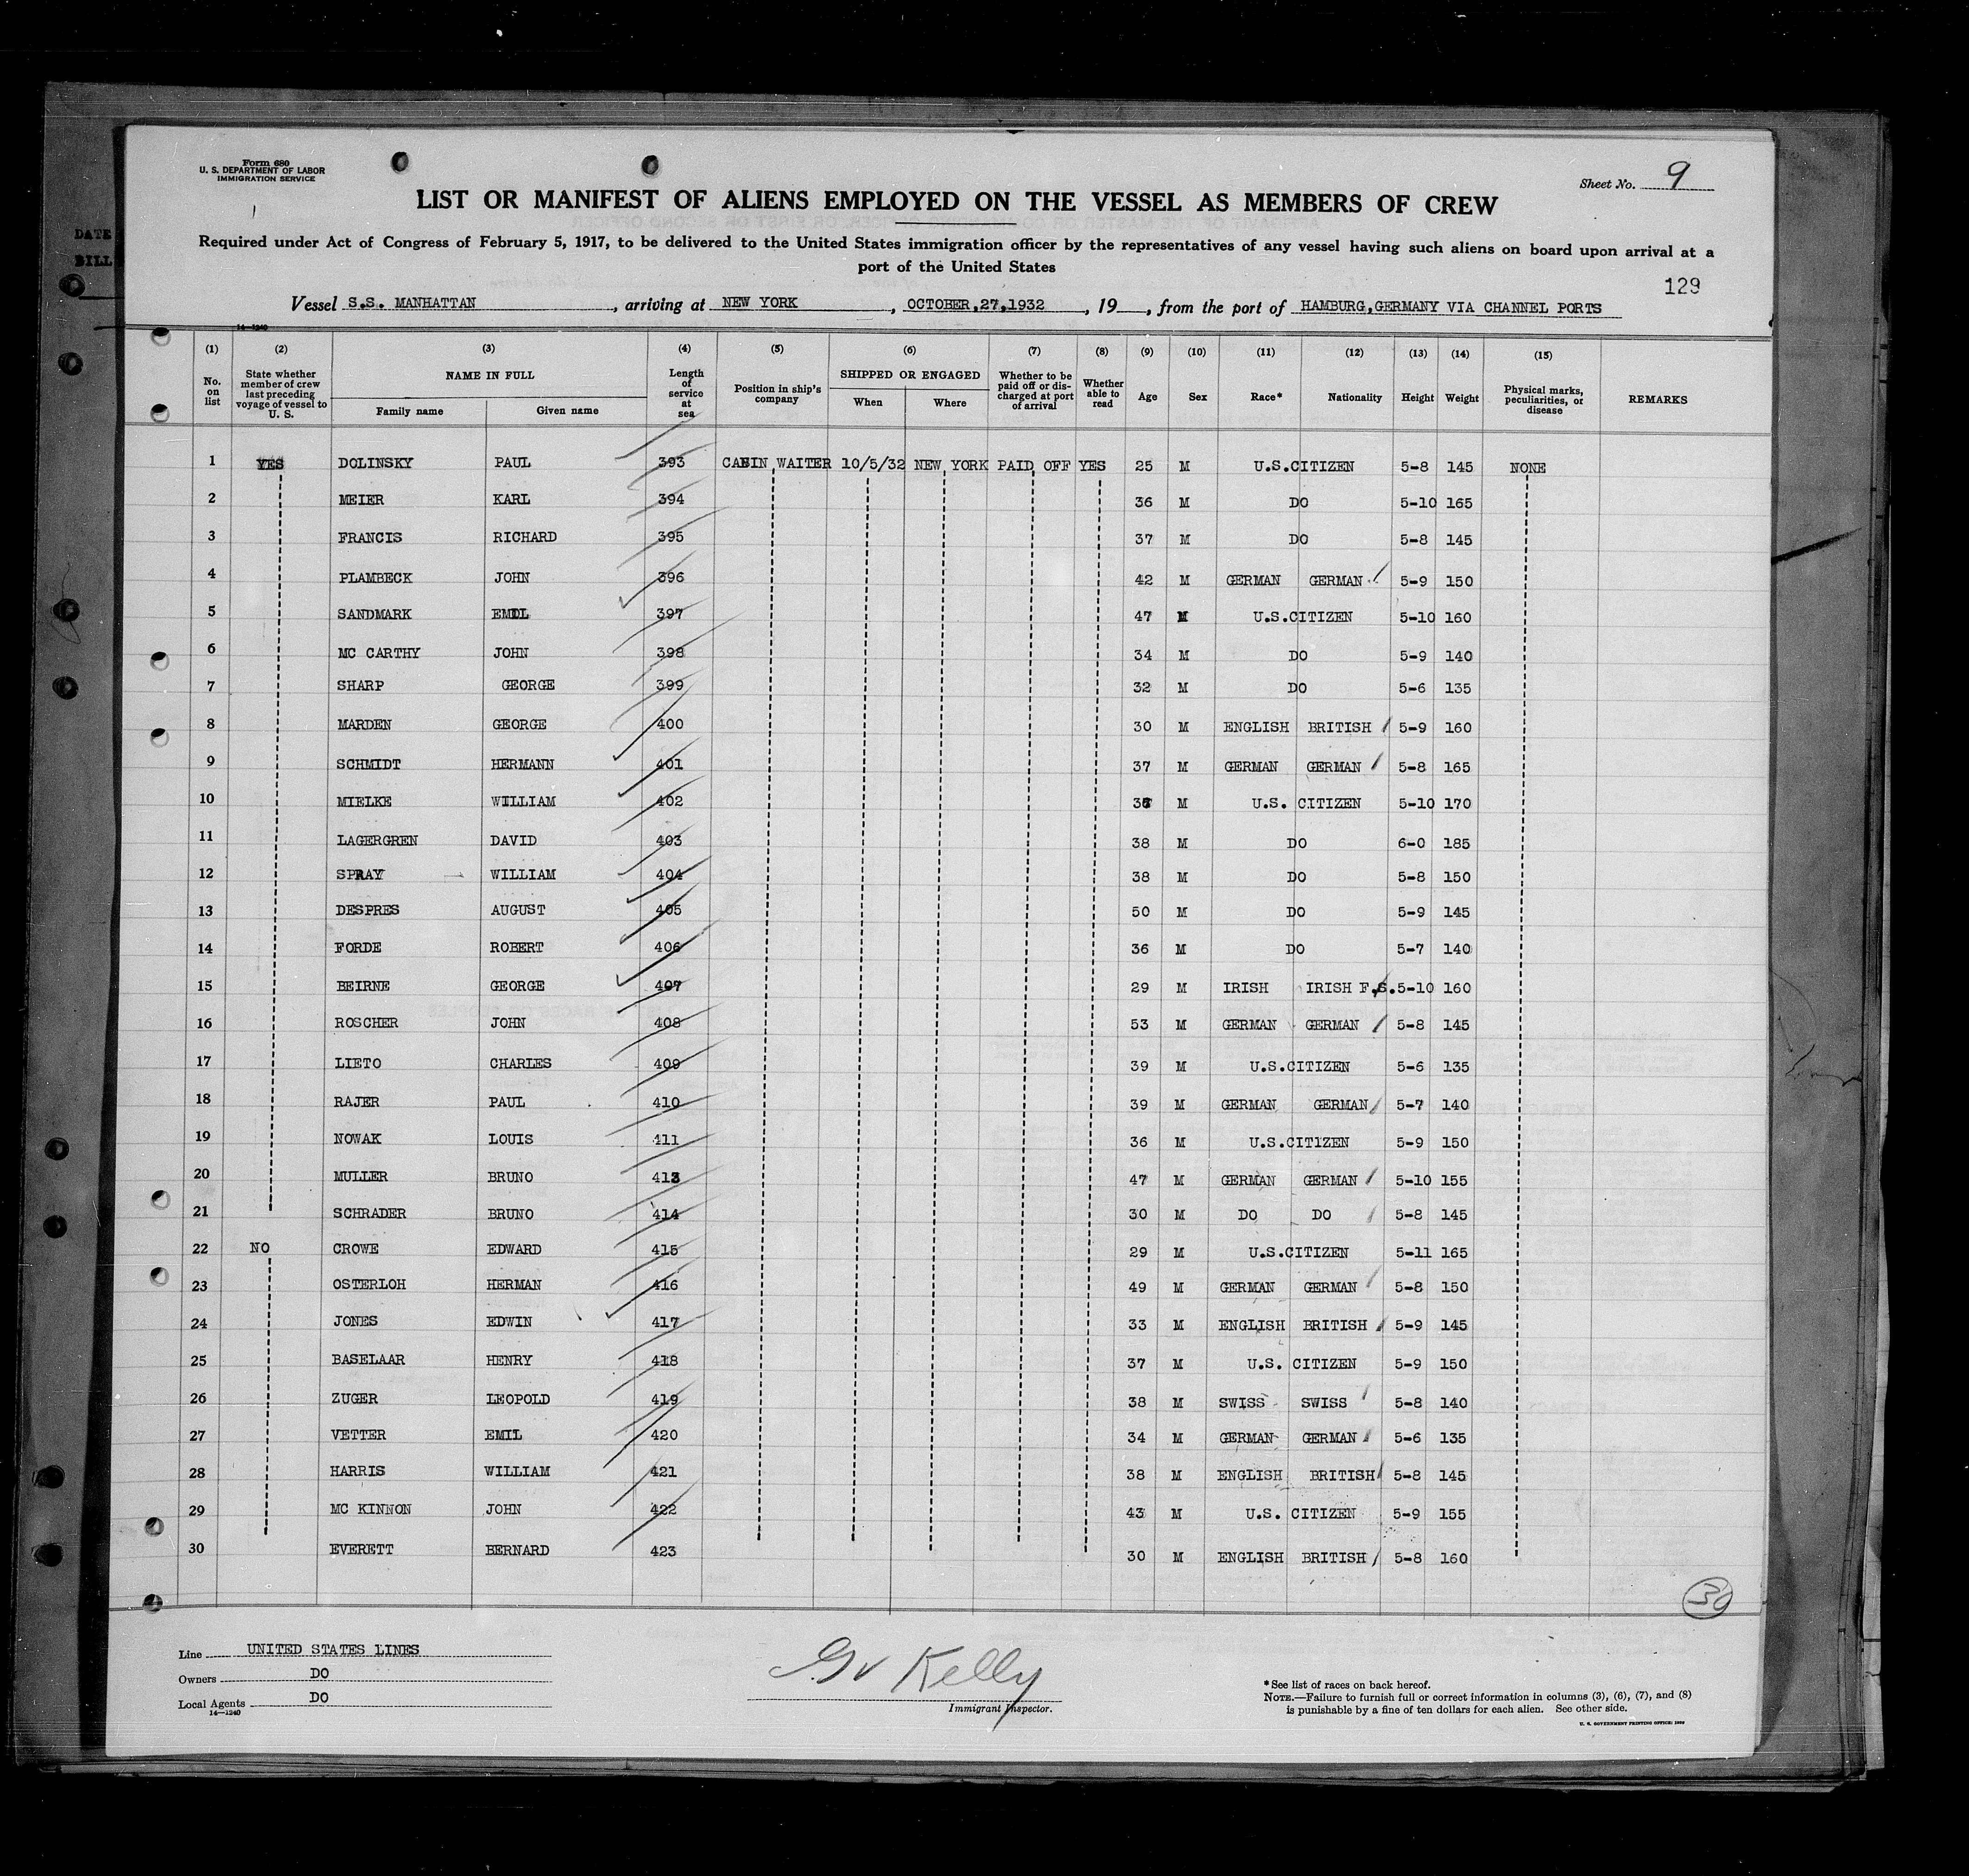 Form 680
U. S. DEPARTMENT OF LABOR
IMMIGRATION SERVICE
Sheet No. 9
LIST OR MANIFEST OF ALIENS EMPLOYED ON THE VESSEL AS MEMBERS OF CREW
Required under Act of Congress of February 5, 1917, to be delivered to the United States immigration officer by the representatives of any vessel having such aliens on board upon arrival at a
port of the United States
DATE
BILL
129
Vessel S.S. MANHATTAN, arriving at NEW YORK, OCTOBER,27,1932, 19__, from the port of HAMBURG,GERMANY VIA CHANNEL PORTS
14—1240
(1) (2) (3) (4) (5) (6) (7) (8) (9) (10) (11) (12) (13) (14) (15)
No. on list
State whether member of crew last preceding voyage of vessel to U. S.
NAME IN FULL
Family name Given name
Length of service at sea
Position in ship's company
SHIPPED OR ENGAGED
When Where
Whether to be paid off or discharged at port of arrival
Whether able to read
Age Sex Race* Nationality Height Weight
Physical marks, peculiarities, or disease
REMARKS
1 YES DOLINSKY PAUL 393 CABIN WAITER 10/5/32 NEW YORK PAID OFF YES 25 M U.S.CITIZEN 5-8 145 NONE
2 MEIER KARL 394 36 M DO 5-10 165
3 FRANCIS RICHARD 395 37 M DO 5-8 145
4 PLAMBECK JOHN 396 42 M GERMAN GERMAN 5-9 150
5 SANDMARK EMIL 397 47 M U.S.CITIZEN 5-10 160
6 MC CARTHY JOHN 398 34 M DO 5-9 140
7 SHARP GEORGE 399 32 M DO 5-6 135
8 MARDEN GEORGE 400 30 M ENGLISH BRITISH 5-9 160
9 SCHMIDT HERMANN 401 37 M GERMAN GERMAN 5-8 165
10 MIELKE WILLIAM 402 M U.S. CITIZEN 5-10 170
11 LAGERGREN DAVID 403 38 M DO 6-0 185
12 SPRAY WILLIAM 404 38 M DO 5-8 150
13 DESPRES AUGUST 405 50 M DO 5-9 145
14 FORDE ROBERT 406 36 M DO 5-7 140
15 BEIRNE GEORGE 407 29 M IRISH IRISH F.S. 5-10 160
16 ROSCHER JOHN 408 53 M GERMAN GERMAN 5-8 145
17 LIETO CHARLES 409 39 M U.S.CITIZEN 5-6 135
18 RAJER PAUL 410 39 M GERMAN GERMAN 5-7 140
19 NOWAK LOUIS 411 36 M U.S.CITIZEN 5-9 150
20 MULLER BRUNO 413 47 M GERMAN GERMAN 5-10 155
21 SCHRADER BRUNO 414 30 M DO DO 5-8 145
22 NO CROWE EDWARD 415 29 M U.S.CITIZEN 5-11 165
23 OSTERLOH HERMAN 416 49 M GERMAN GERMAN 5-8 150
24 JONES EDWIN 417 33 M ENGLISH BRITISH 5-9 145
25 BASELAAR HENRY 418 37 M U.S. CITIZEN 5-9 150
26 ZUGER LEOPOLD 419 38 M SWISS SWISS 5-8 140
27 VETTER EMIL 420 34 M GERMAN GERMAN 5-6 135
28 HARRIS WILLIAM 421 38 M ENGLISH BRITISH 5-8 145
29 MC KINNON JOHN 422 43 M U.S. CITIZEN 5-9 155
30 EVERETT BERNARD 423 30 M ENGLISH BRITISH 5-8 160
30
Line UNITED STATES LINES
Owners DO
Local Agents DO
14—1240
Kelly
Immigrant Inspector.
*See list of races on back hereof.
NOTE.—Failure to furnish full or correct information in columns (3), (6), (7), and (8)
is punishable by a fine of ten dollars for each alien. See other side.